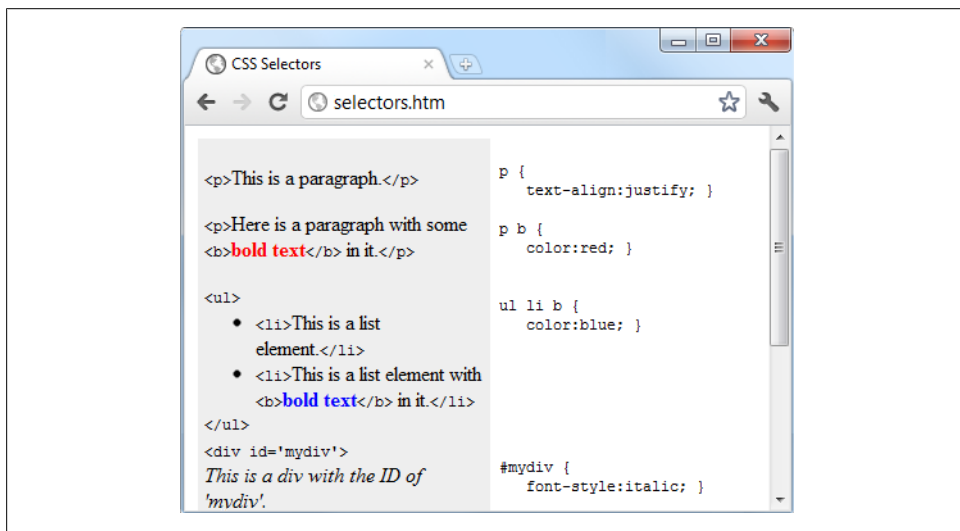 CSS Selectors
selectors.htm
<p>This is a paragraph.</p>
<p>Here is a paragraph with some
<b>bold text</b> in it.</p>
<ul>
• <li>This is a list
element.</li>
• <li>This is a list element with
<b>bold text</b> in it.</li>
</ul>
<div id='mydiv'>
This is a div with the ID of
'mydiv'.
p {
text-align:justify; }
p b {
color:red; }
ul li b {
color:blue; }
#mydiv {
font-style:italic; }